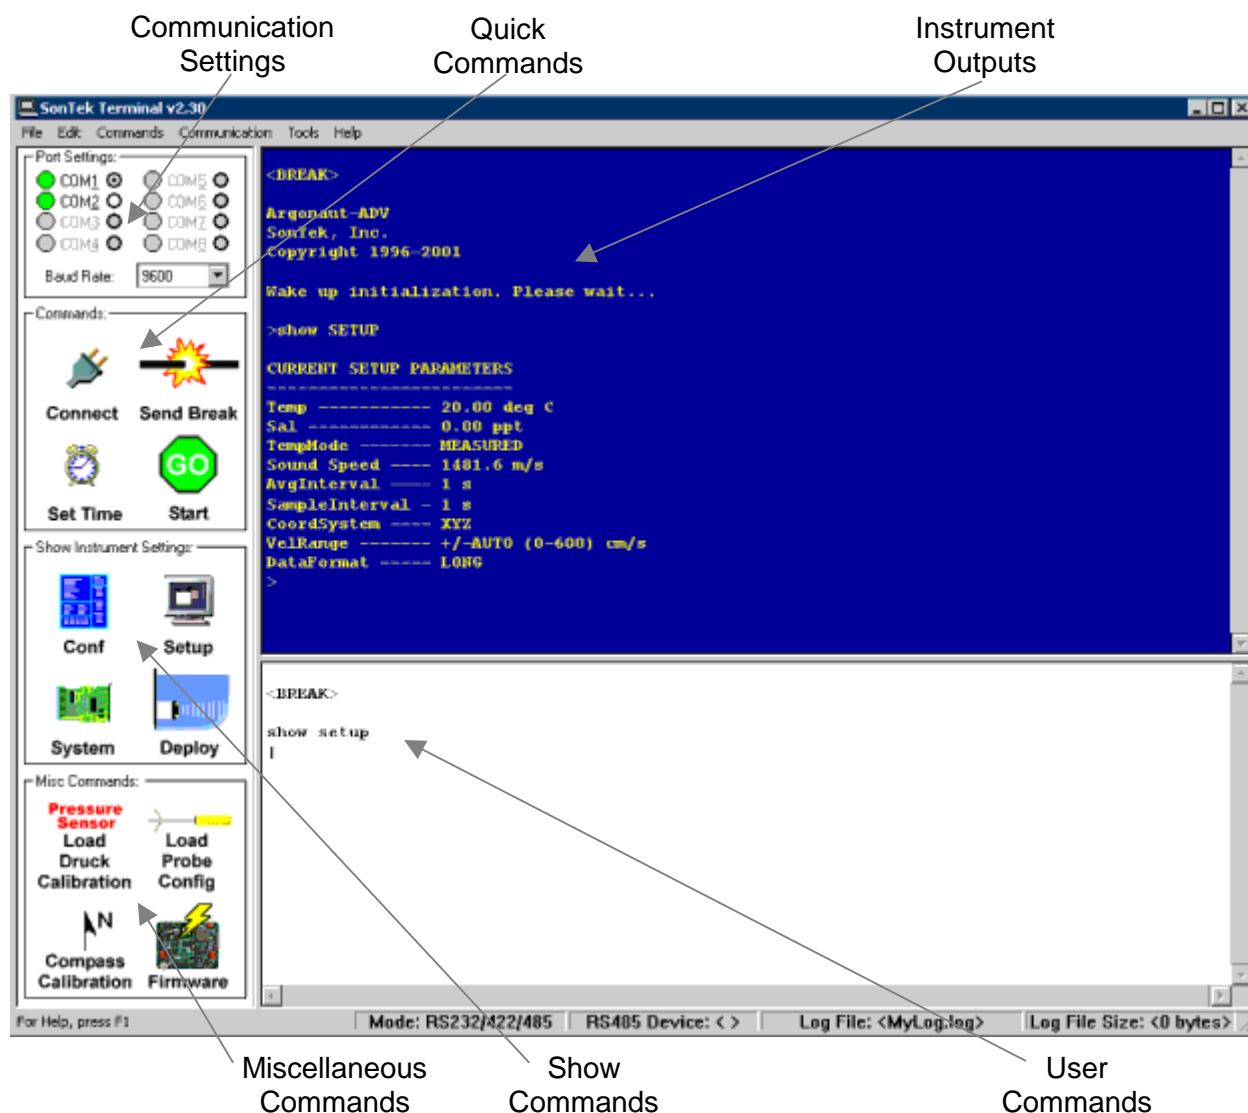 Communication
Settings
Quick
Commands
Instrument
Outputs
SonTek Terminal v2.30
File Edit Commands Communication Tools Help
Port Settings:
COM1 COM5
COM2 COM6
COM3 COM7
COM4 COM8
Baud Rate: 9600
Commands:
Connect Send Break
GO
Set Time Start
Show Instrument Settings:
Conf Setup
System Deploy
Misc Commands:
Pressure
Sensor
Load
Druck
Calibration
Load
Probe
Config
N
Compass
Calibration
Firmware
<BREAK>
Argonaut-ADV
SonTek, Inc.
Copyright 1996-2001
Wake up initialization. Please wait...
>show SETUP
CURRENT SETUP PARAMETERS
------------------------
Temp ----------- 20.00 deg C
Sal ------------ 0.00 ppt
TempMode ------- MEASURED
Sound Speed ---- 1481.6 m/s
AvgInterval ---- 1 s
SampleInterval - 1 s
CoordSystem ---- XYZ
VelRange ------- +/-AUTO (0-600) cm/s
DataFormat ----- LONG
>
<BREAK>
show setup
For Help, press F1
Mode: RS232/422/485
RS485 Device: < >
Log File: <MyLog.log>
Log File Size: <0 bytes>
Miscellaneous
Commands
Show
Commands
User
Commands